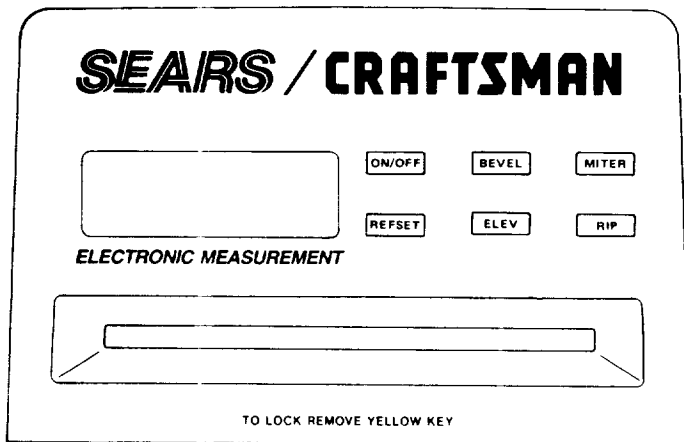 SEARS / CRAFTSMAN
ON/OFF BEVEL MITER
REFSET ELEV RIP
ELECTRONIC MEASUREMENT
TO LOCK REMOVE YELLOW KEY